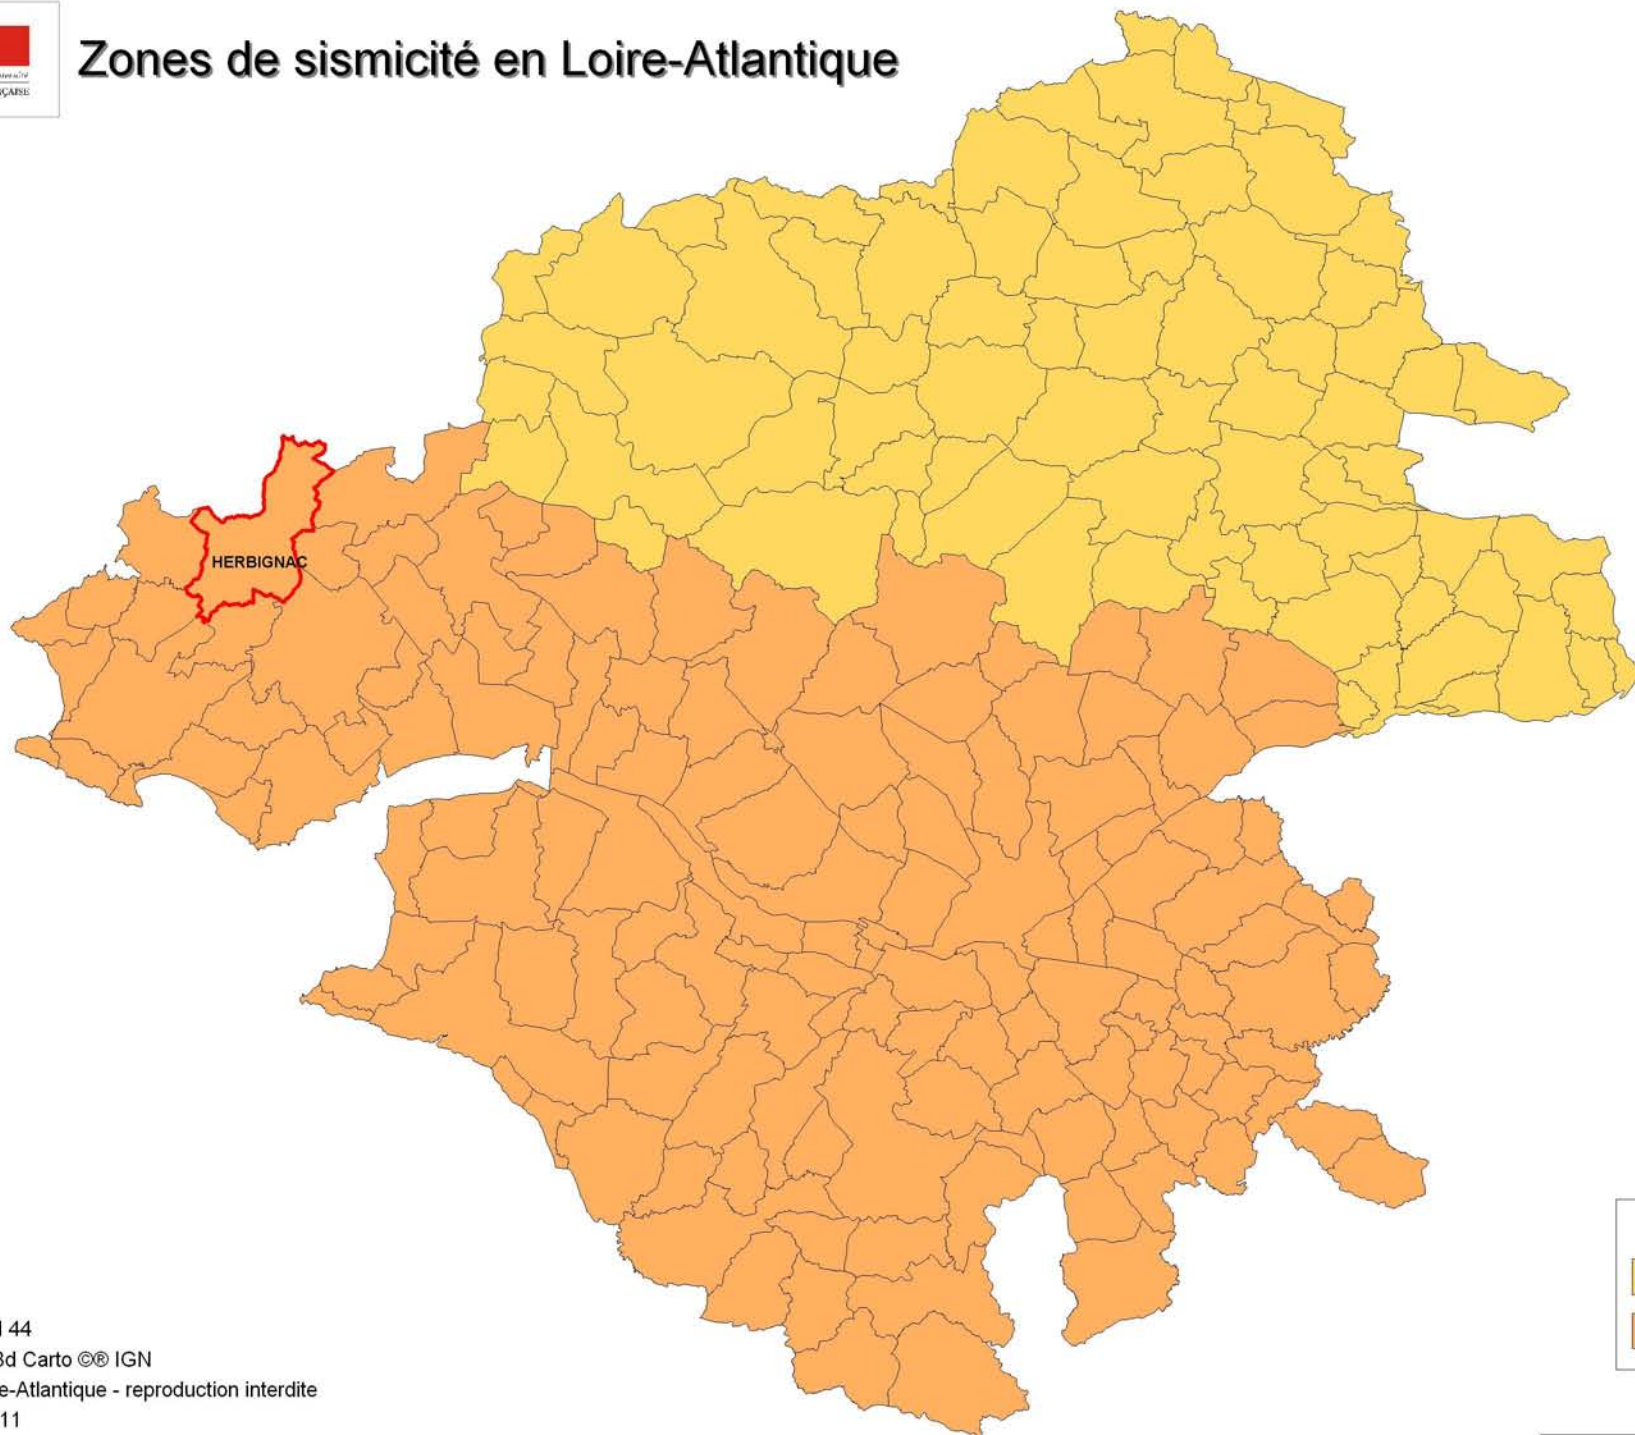 Zones de sismicité en Loire-Atlantique
HERBIGNAC
44
3d Carto ©® IGN
e-Atlantique - reproduction interdite
11